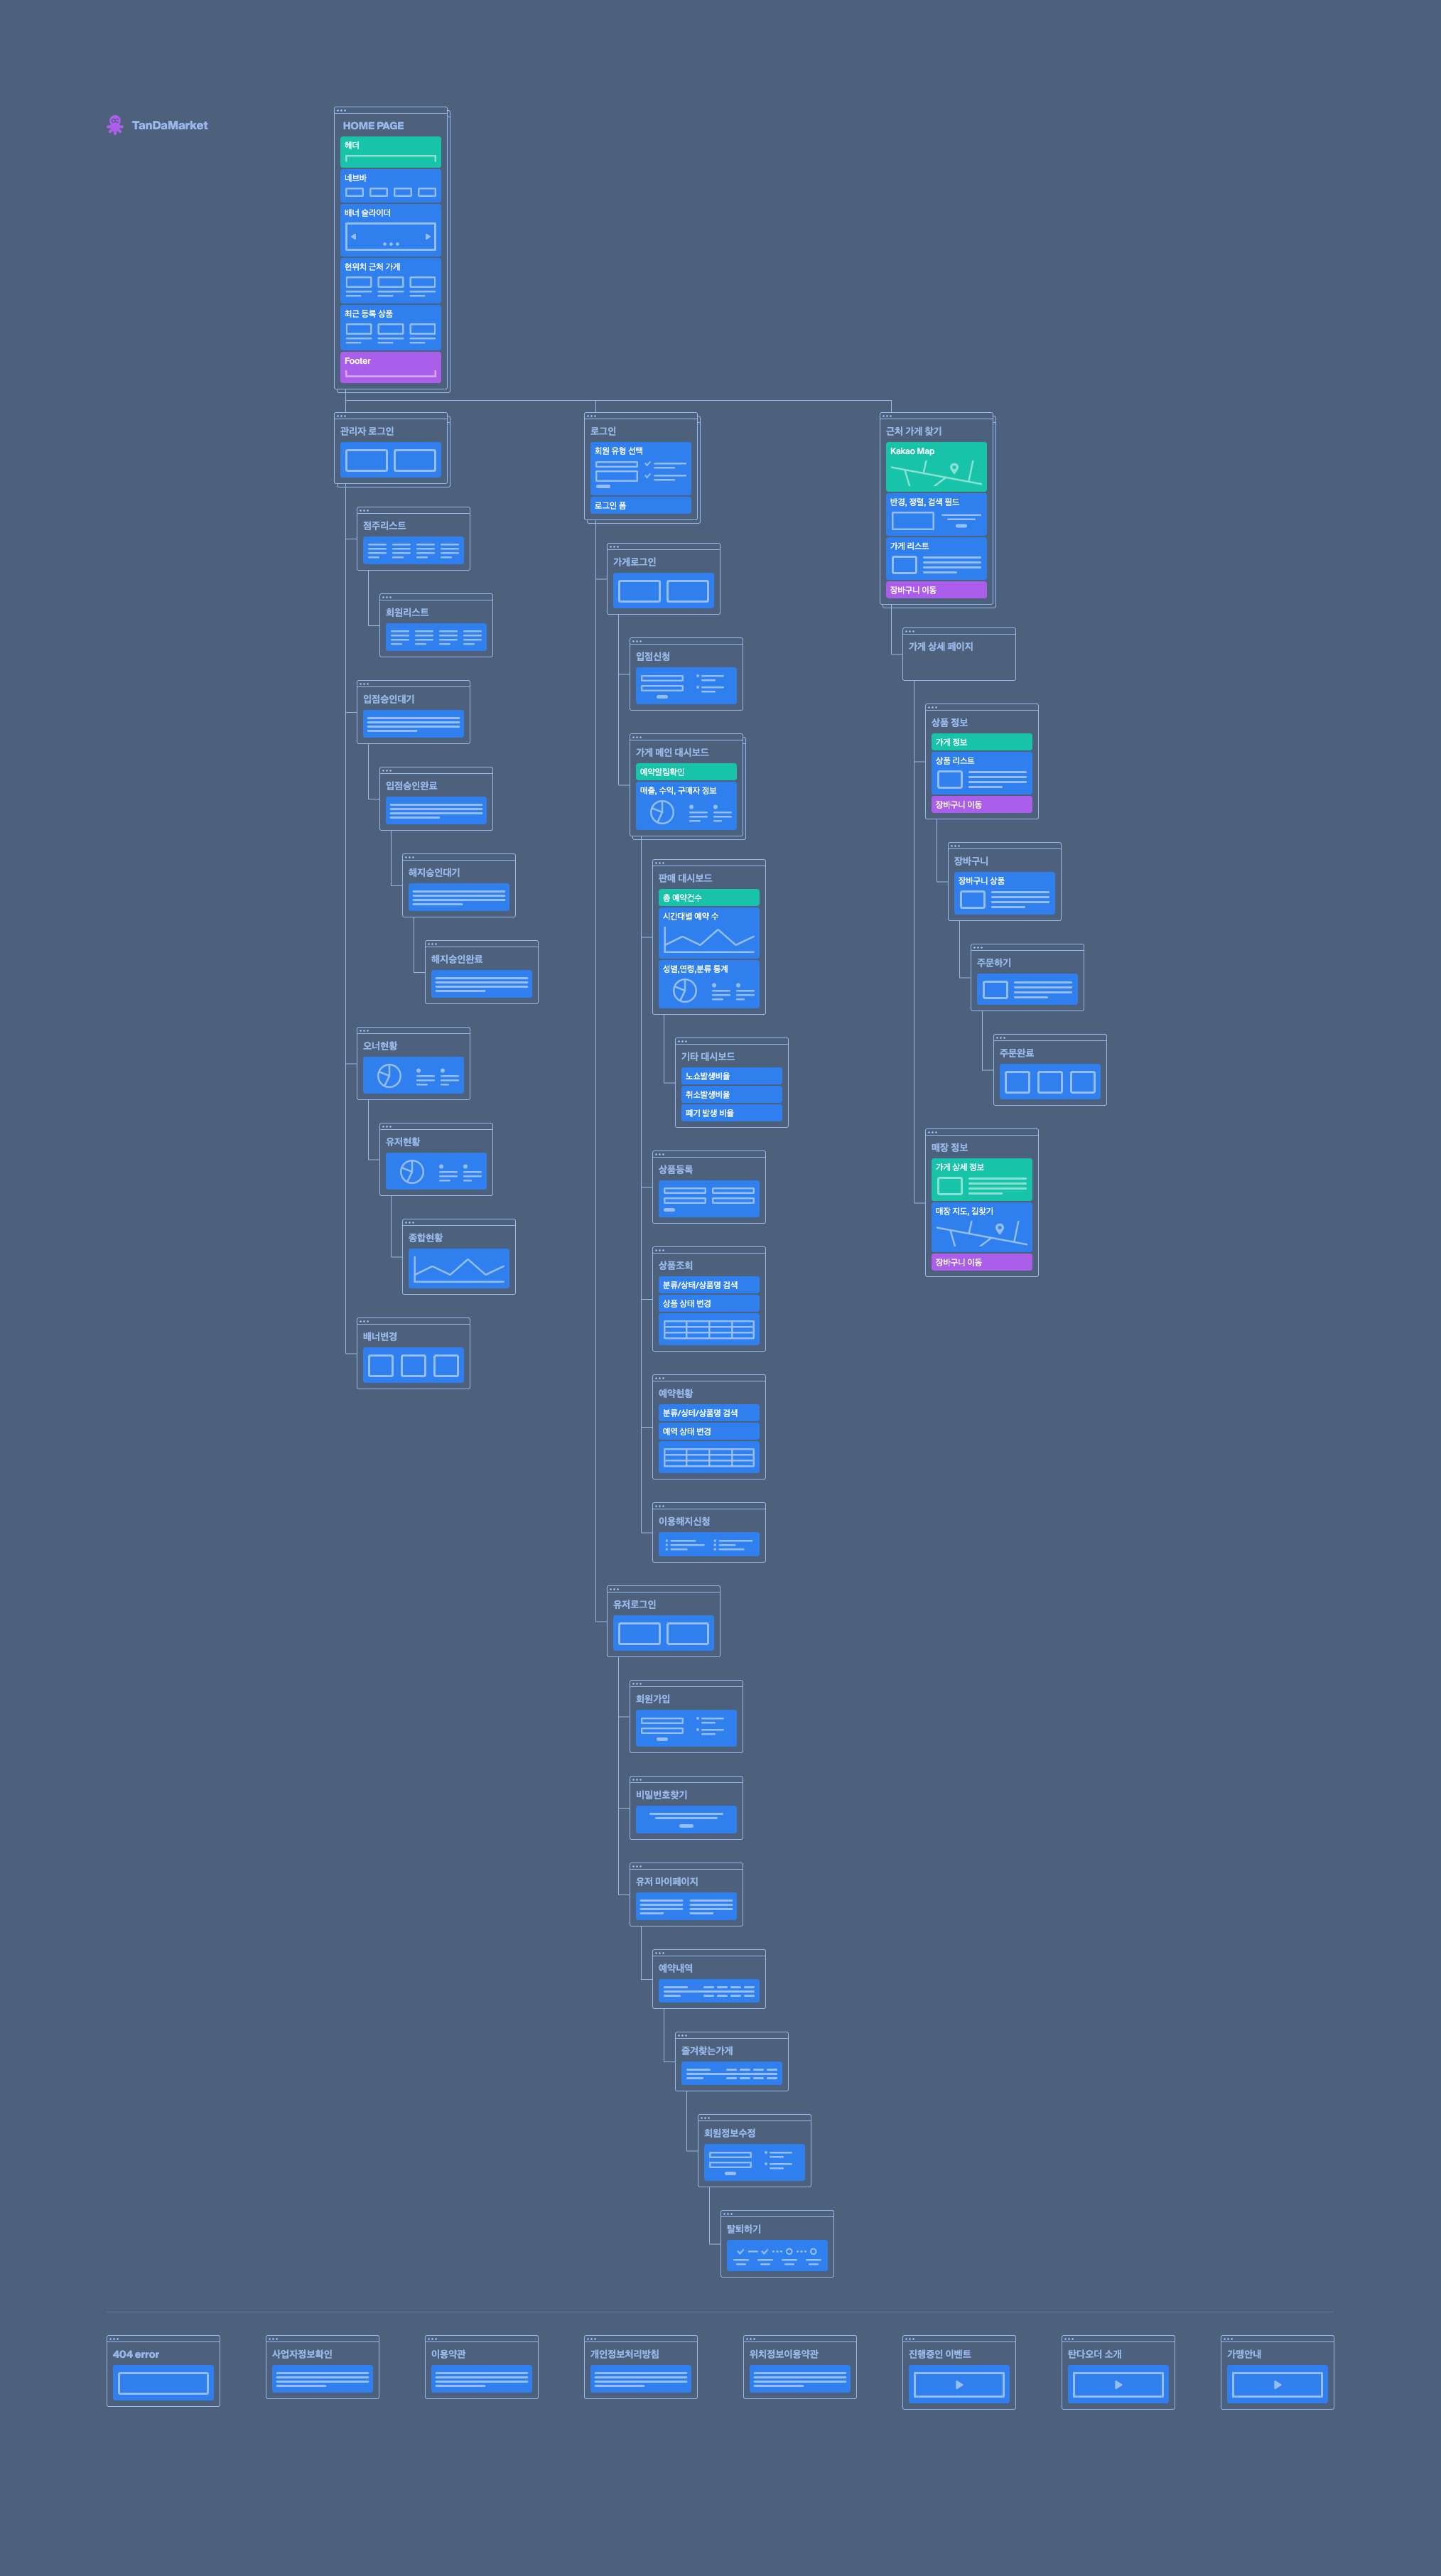 TanDaMarket
HOME PAGE
헤더
네브바
배너 슬라이더
현위치 근처 가게
최근 등록 상품
Footer
관리자 로그인
점주리스트
회원리스트
입점승인대기
입점승인완료
해지승인대기
해지승인완료
오너현황
유저현황
종합현황
배너변경
로그인
회원 유형 선택
로그인 폼
가게로그인
입점신청
가게 메인 대시보드
예약알림확인
매출, 수익, 구매자 정보
판매 대시보드
총 예약건수
시간대별 예약 수
성별,연령,분류 통계
기타 대시보드
노쇼발생비율
취소발생비율
폐기 발생 비율
상품등록
상품조회
분류/상태/상품명 검색
상품 상태 변경
예약현황
분류/싱테/상품명 검색
예역 상태 변경
이용해지신청
유저로그인
회원가입
비밀번호찾기
유저 마이페이지
예약내역
즐겨찾는가게
회원정보수정
탈퇴하기
근처 가게 찾기
Kakao Map
반경, 정렬, 검색 필드
가게 리스트
장바구니 이동
가게 상세 페이지
상품 정보
가게 정보
상품 리스트
장바구니 이동
장바구니
장바구니 상품
주문하기
주문완료
매장 정보
가게 상세 정보
매장 지도, 길찾기
장바구니 이동
404 error
사업자정보확인
이용약관
개인정보처리방침
위치정보이용약관
진행중인 이벤트
탄다오더 소개
가맹안내